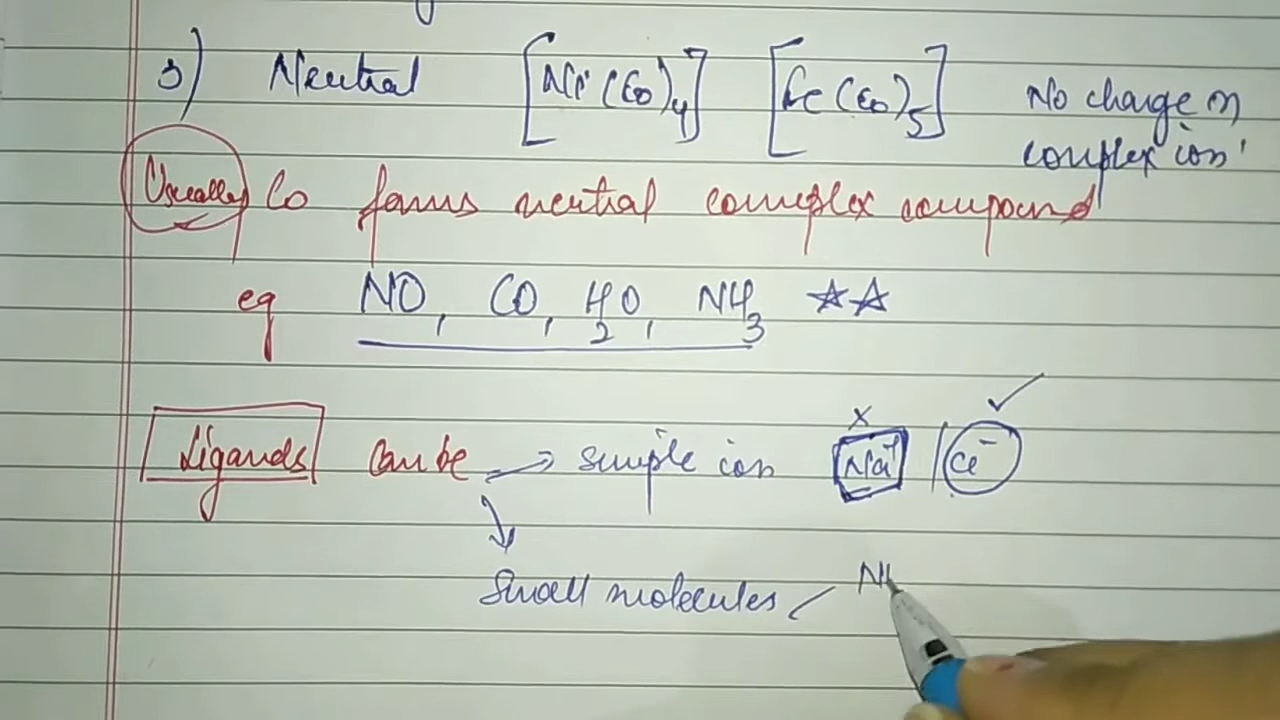 3) Neutral [Ni(CO)4] [Fe(CO)5] No charge on
complex ion
Usually CO forms neutral complex compound
eg NO, CO, H2O, NH3 ☆☆
Ligands can be → simple ion x Na+ | Cl- ✓
↓
Small molecules / NH